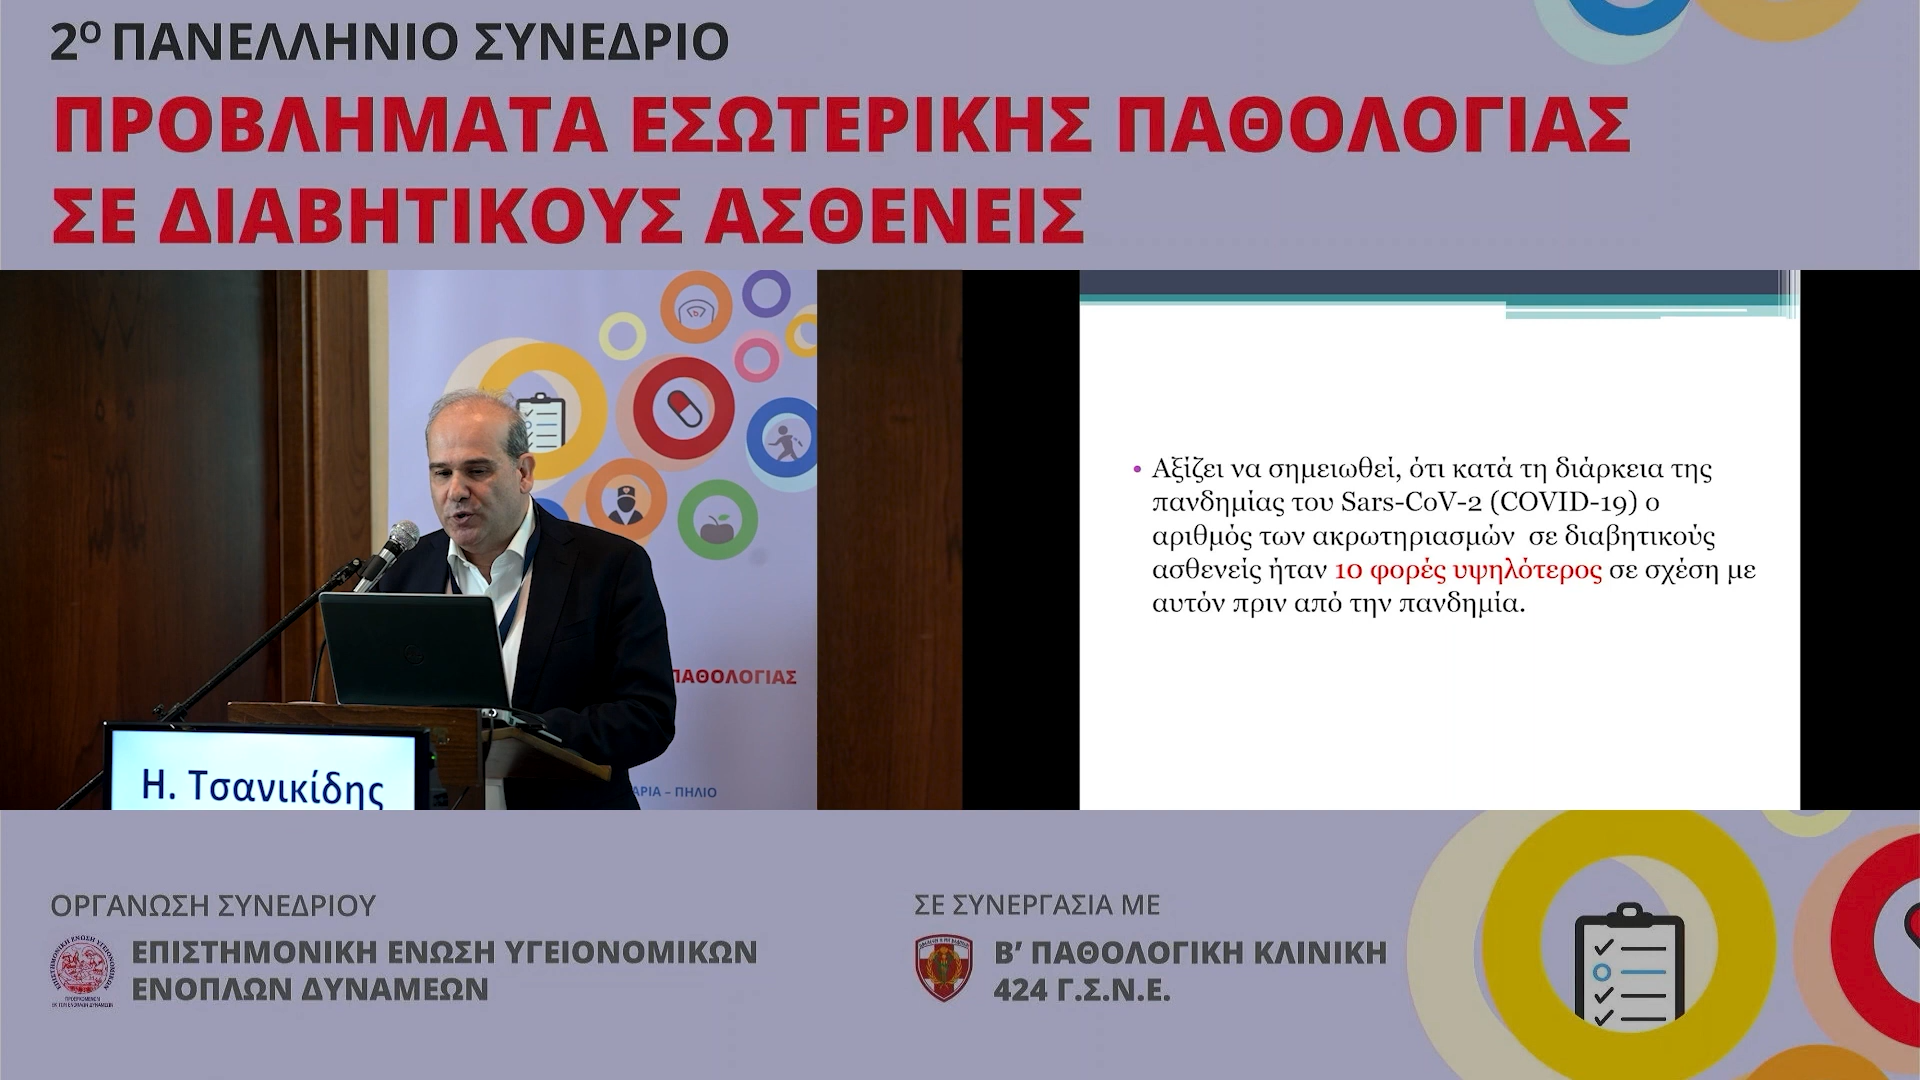 2Ο ΠΑΝΕΛΛΗΝΙΟ ΣΥΝΕΔΡΙΟ
ΠΡΟΒΛΗΜΑΤΑ ΕΣΩΤΕΡΙΚΗΣ ΠΑΘΟΛΟΓΙΑΣ
ΣΕ ΔΙΑΒΗΤΙΚΟΥΣ ΑΣΘΕΝΕΙΣ
ΠΑΘΟΛΟΓΙΑΣ
ΑΡΙΑ – ΠΗΛΙΟ
Η. Τσανικίδης
• Αξίζει να σημειωθεί, ότι κατά τη διάρκεια της
πανδημίας του Sars-CoV-2 (COVID-19) ο
αριθμός των ακρωτηριασμών σε διαβητικούς
ασθενείς ήταν 10 φορές υψηλότερος σε σχέση με
αυτόν πριν από την πανδημία.
ΟΡΓΑΝΩΣΗ ΣΥΝΕΔΡΙΟΥ
ΕΠΙΣΤΗΜΟΝΙΚΗ ΕΝΩΣΗ ΥΓΕΙΟΝΟΜΙΚΩΝ
ΕΝΟΠΛΩΝ ΔΥΝΑΜΕΩΝ
ΣΕ ΣΥΝΕΡΓΑΣΙΑ ΜΕ
Β’ ΠΑΘΟΛΟΓΙΚΗ ΚΛΙΝΙΚΗ
424 Γ.Σ.Ν.Ε.